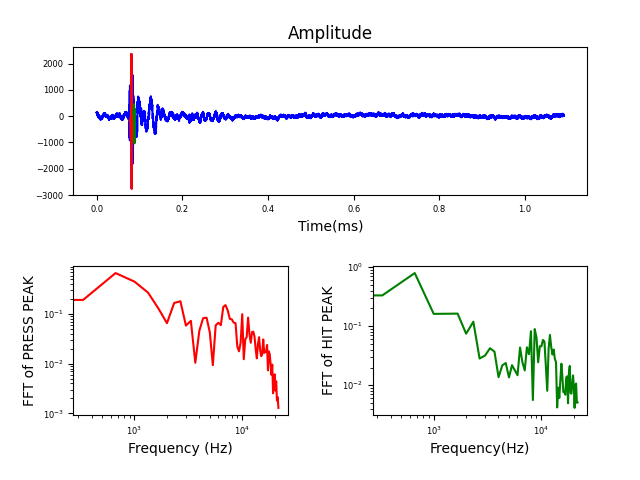 Amplitude
2000
1000
0
−1000
−2000
−3000
0.0 0.2 0.4 0.6 0.8 1.0
Time(ms)
FFT of PRESS PEAK
10⁻¹
10⁻²
10⁻³
10³ 10⁴
Frequency (Hz)
FFT of HIT PEAK
10⁰
10⁻¹
10⁻²
10³ 10⁴
Frequency(Hz)